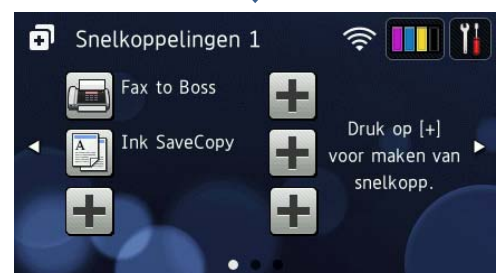 Snelkoppelingen 1
Fax to Boss
Ink SaveCopy
A
Druk op [+]
voor maken van
snelkopp.